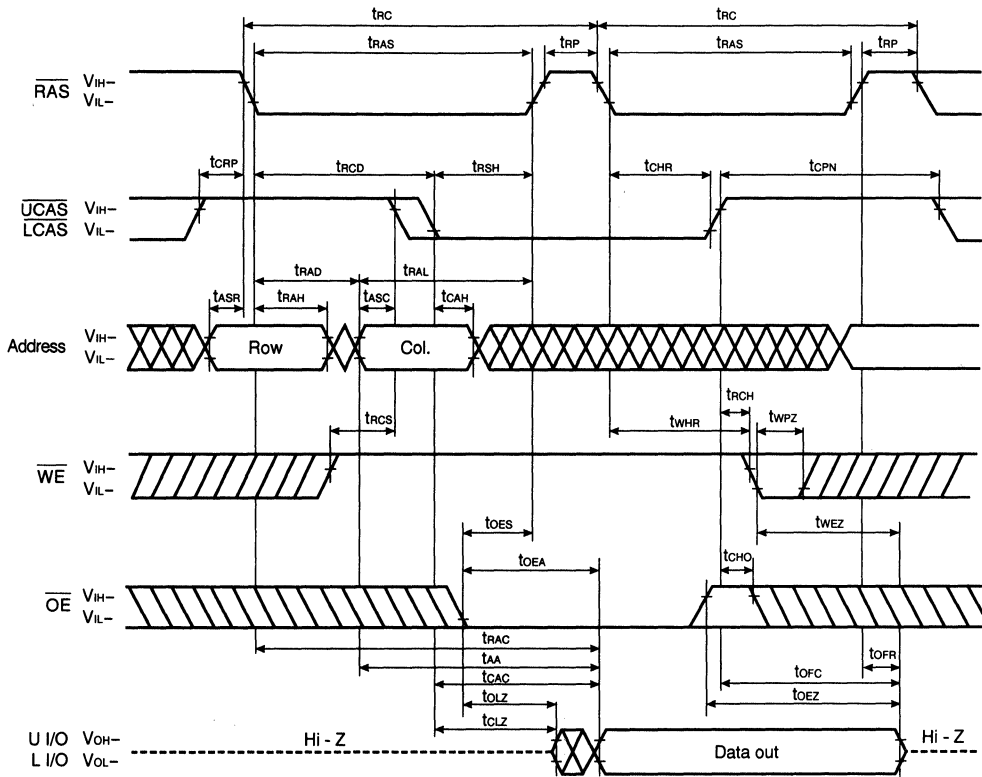 tRC tRC
tRAS tRP tRAS tRP
RAS VIH– VIL–
tCRP tRCD tRSH tCHR tCPN
UCAS VIH–
LCAS VIL–
tRAD tRAL
tASR tRAH tASC tCAH
Address VIH– VIL–
Row Col.
tRCS tWHR tRCH tWPZ
WE VIH– VIL–
tOES tWEZ
tOEA tCHO
OE VIH– VIL–
tRAC
tAA tOFR
tCAC tOFC
tOLZ tOEZ
tCLZ
U I/O VOH– Hi - Z Hi - Z
L I/O VOL– Data out